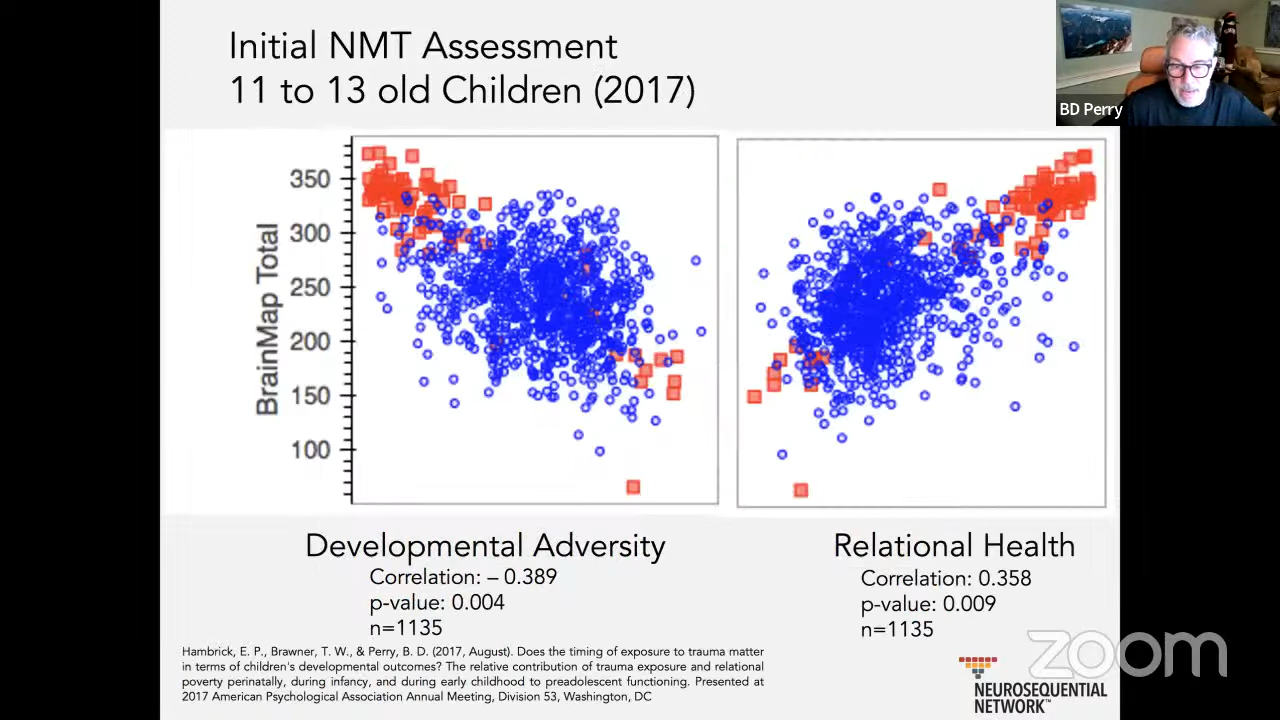 Initial NMT Assessment
11 to 13 old Children (2017)
BD Perry
BrainMap Total
350
300
250
200
150
100
Developmental Adversity
Correlation: – 0.389
p-value: 0.004
n=1135
Relational Health
Correlation: 0.358
p-value: 0.009
n=1135
Hambrick, E. P., Brawner, T. W., & Perry, B. D. (2017, August). Does the timing of exposure to trauma matter
in terms of children's developmental outcomes? The relative contribution of trauma exposure and relational
poverty perinatally, during infancy, and during early childhood to preadolescent functioning. Presented at
2017 American Psychological Association Annual Meeting, Division 53, Washington, DC
zoom
NEUROSEQUENTIAL
NETWORK™